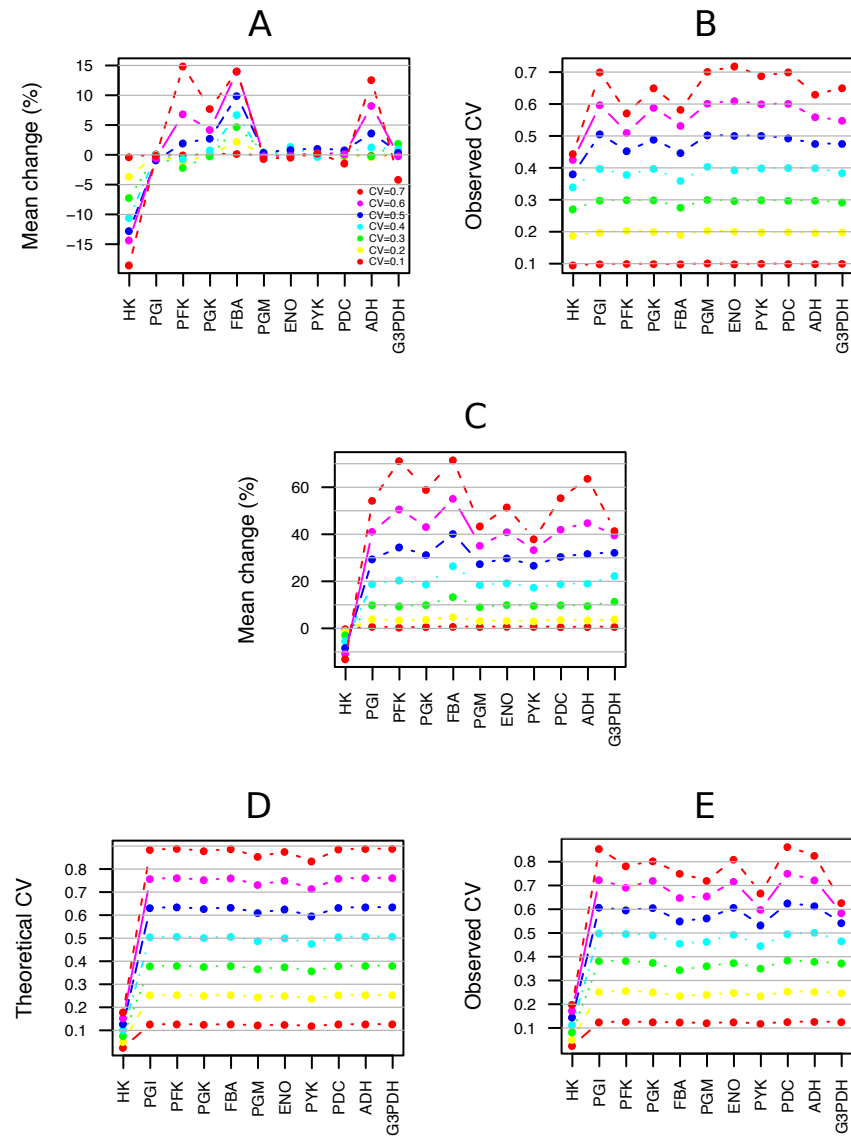 A
Mean change (%)
15
10
5
0
−5
−10
−15
CV=0.7
CV=0.6
CV=0.5
CV=0.4
CV=0.3
CV=0.2
CV=0.1
HK
PGI
PFK
PGK
FBA
PGM
ENO
PYK
PDC
ADH
G3PDH
B
Observed CV
0.7
0.6
0.5
0.4
0.3
0.2
0.1
HK
PGI
PFK
PGK
FBA
PGM
ENO
PYK
PDC
ADH
G3PDH
C
Mean change (%)
60
40
20
0
HK
PGI
PFK
PGK
FBA
PGM
ENO
PYK
PDC
ADH
G3PDH
D
Theoretical CV
0.8
0.7
0.6
0.5
0.4
0.3
0.2
0.1
HK
PGI
PFK
PGK
FBA
PGM
ENO
PYK
PDC
ADH
G3PDH
E
Observed CV
0.8
0.7
0.6
0.5
0.4
0.3
0.2
0.1
HK
PGI
PFK
PGK
FBA
PGM
ENO
PYK
PDC
ADH
G3PDH